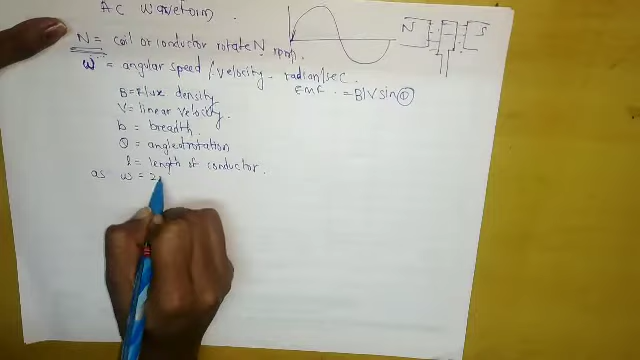 AC Waveform.
N S
N = coil or conductor rotate N rpm.
ω = angular speed / velocity - radian/sec.
EMF. = BlV sin θ
B = Flux density
V = linear velocity.
b = breadth.
θ = angle of rotation
l = length of conductor.
as ω = 2